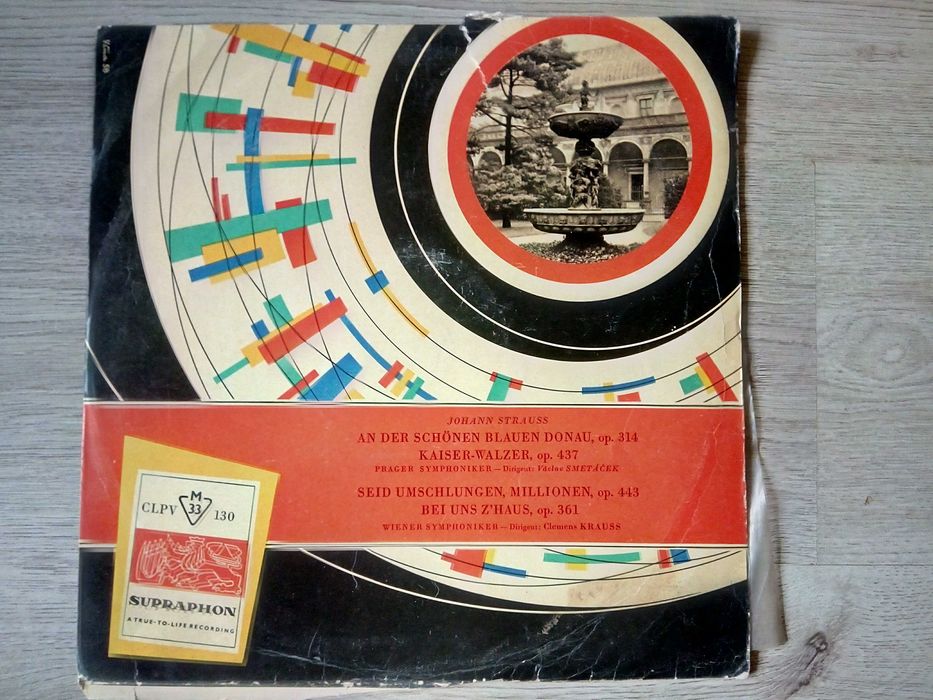 JOHANN STRAUSS
AN DER SCHÖNEN BLAUEN DONAU, op. 314
KAISER-WALZER, op. 437
PRAGER SYMPHONIKER — Dirigent: Václav SMETÁČEK
SEID UMSCHLUNGEN, MILLIONEN, op. 443
BEI UNS Z'HAUS, op. 361
WIENER SYMPHONIKER — Dirigent: Clemens KRAUSS
CLPV M 33 130
SUPRAPHON
A TRUE-TO-LIFE RECORDING